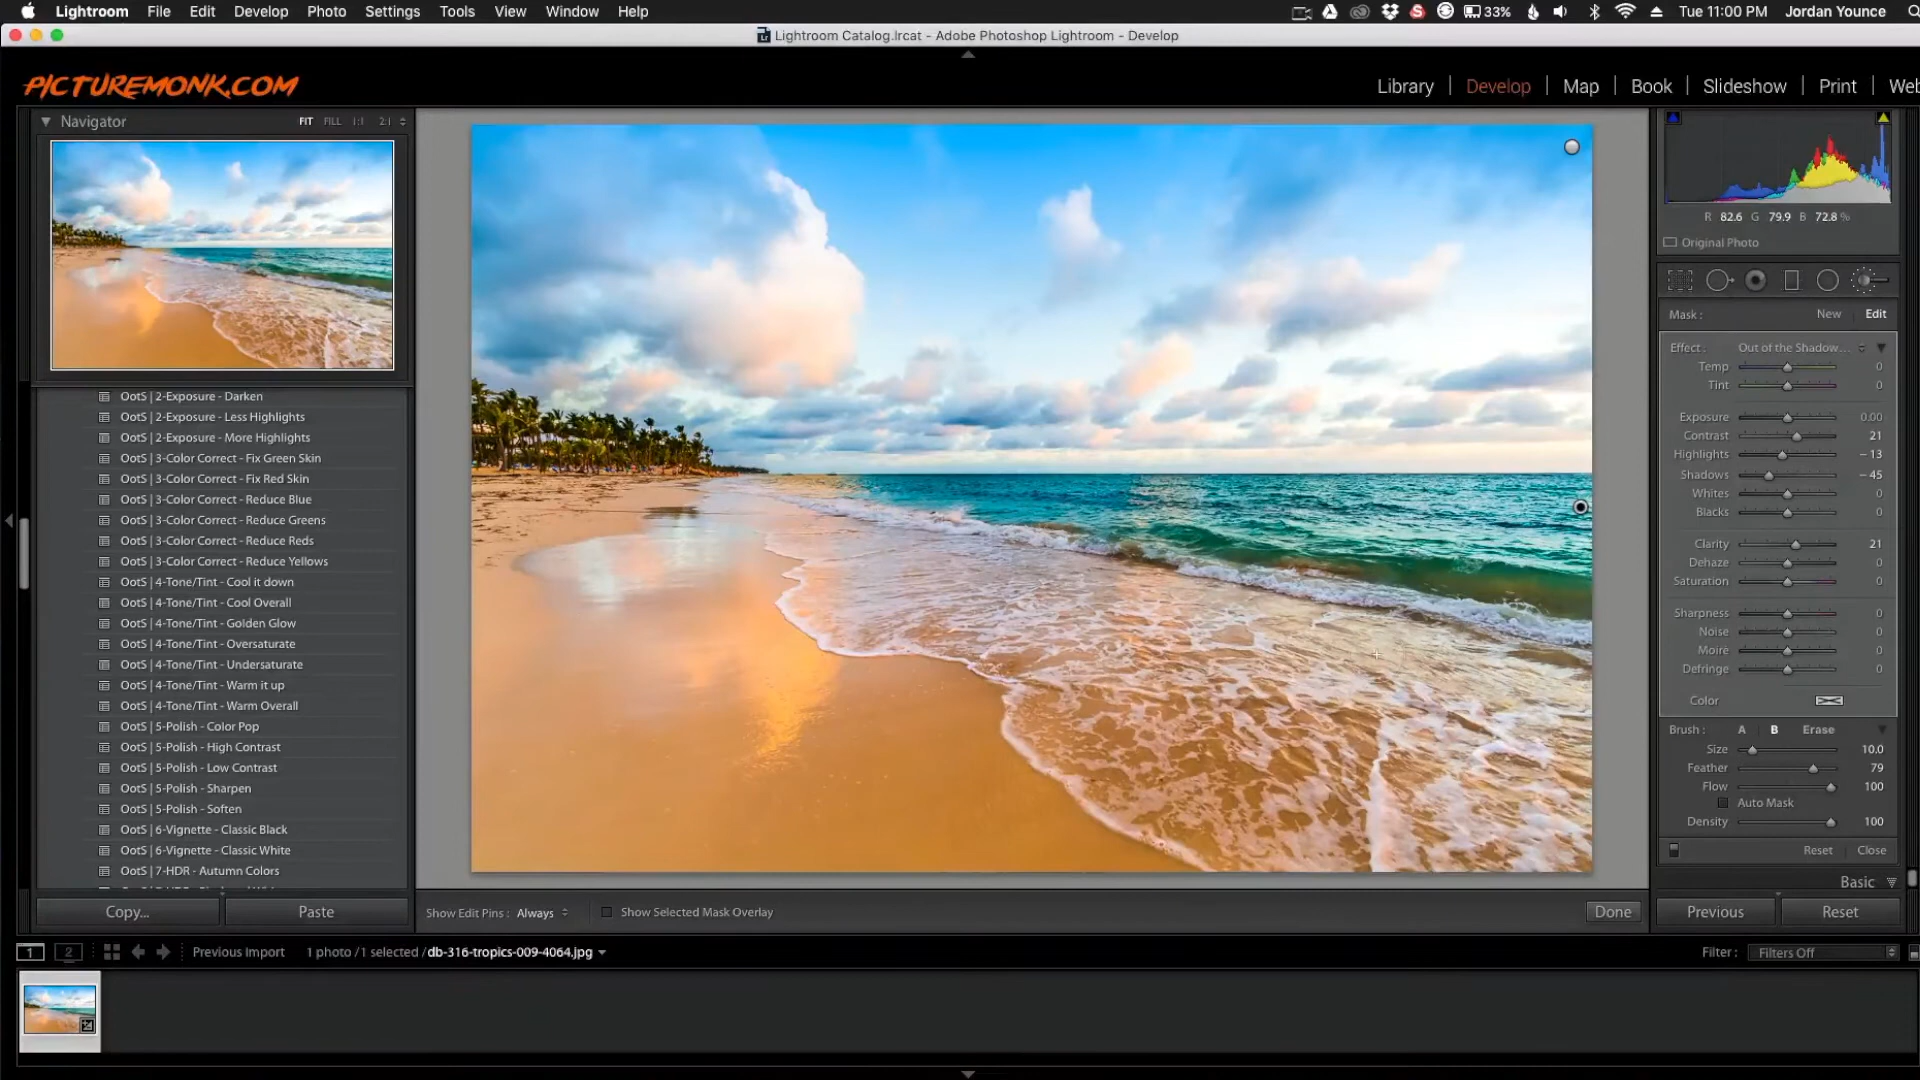 Lightroom File Edit Develop Photo Settings Tools View Window Help 33% Tue 11:00 PM Jordan Younce
Lightroom Catalog.lrcat - Adobe Photoshop Lightroom - Develop
PICTUREMONK.COM
Library | Develop | Map | Book | Slideshow | Print | Web
Navigator FIT FILL 1:1 2:1
OotS | 2-Exposure - Darken
OotS | 2-Exposure - Less Highlights
OotS | 2-Exposure - More Highlights
OotS | 3-Color Correct - Fix Green Skin
OotS | 3-Color Correct - Fix Red Skin
OotS | 3-Color Correct - Reduce Blue
OotS | 3-Color Correct - Reduce Greens
OotS | 3-Color Correct - Reduce Reds
OotS | 3-Color Correct - Reduce Yellows
OotS | 4-Tone/Tint - Cool it down
OotS | 4-Tone/Tint - Cool Overall
OotS | 4-Tone/Tint - Golden Glow
OotS | 4-Tone/Tint - Oversaturate
OotS | 4-Tone/Tint - Undersaturate
OotS | 4-Tone/Tint - Warm it up
OotS | 4-Tone/Tint - Warm Overall
OotS | 5-Polish - Color Pop
OotS | 5-Polish - High Contrast
OotS | 5-Polish - Low Contrast
OotS | 5-Polish - Sharpen
OotS | 5-Polish - Soften
OotS | 6-Vignette - Classic Black
OotS | 6-Vignette - Classic White
OotS | 7-HDR - Autumn Colors
Copy... Paste
Show Edit Pins : Always Show Selected Mask Overlay Done
R 82.6 G 79.9 B 72.8 %
Original Photo
Mask : New Edit
Effect : Out of the Shadow...
Temp 0
Tint 0
Exposure 0.00
Contrast 21
Highlights – 13
Shadows – 45
Whites 0
Blacks 0
Clarity 21
Dehaze 0
Saturation 0
Sharpness 0
Noise 0
Moiré 0
Defringe 0
Color
Brush : A B Erase
Size 10.0
Feather 79
Flow 100
Auto Mask
Density 100
Reset Close
Basic
Previous Reset
1 2 Previous Import 1 photo / 1 selected / db-316-tropics-009-4064.jpg Filter : Filters Off